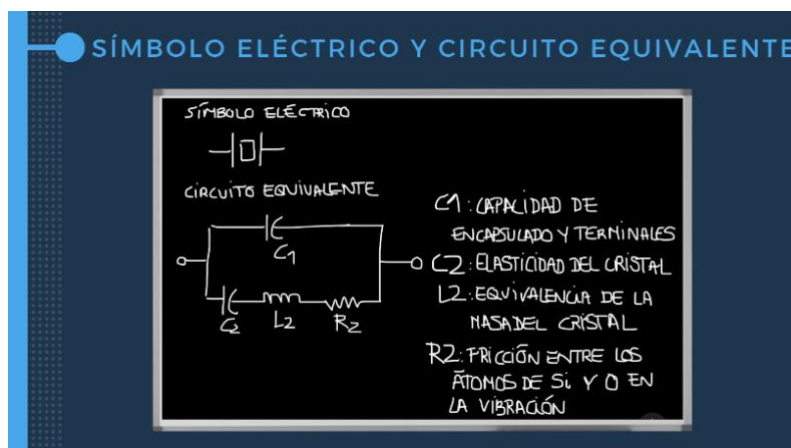 SÍMBOLO ELÉCTRICO Y CIRCUITO EQUIVALENTE
SÍMBOLO ELÉCTRICO
CIRCUITO EQUIVALENTE
C1
C2 L2 R2
C1: CAPACIDAD DE
ENCAPSULADO Y TERMINALES
C2: ELASTICIDAD DEL CRISTAL
L2: EQUIVALENCIA DE LA
MASA DEL CRISTAL
R2: FRICCIÓN ENTRE LOS
ÁTOMOS DE Si Y O EN
LA VIBRACIÓN